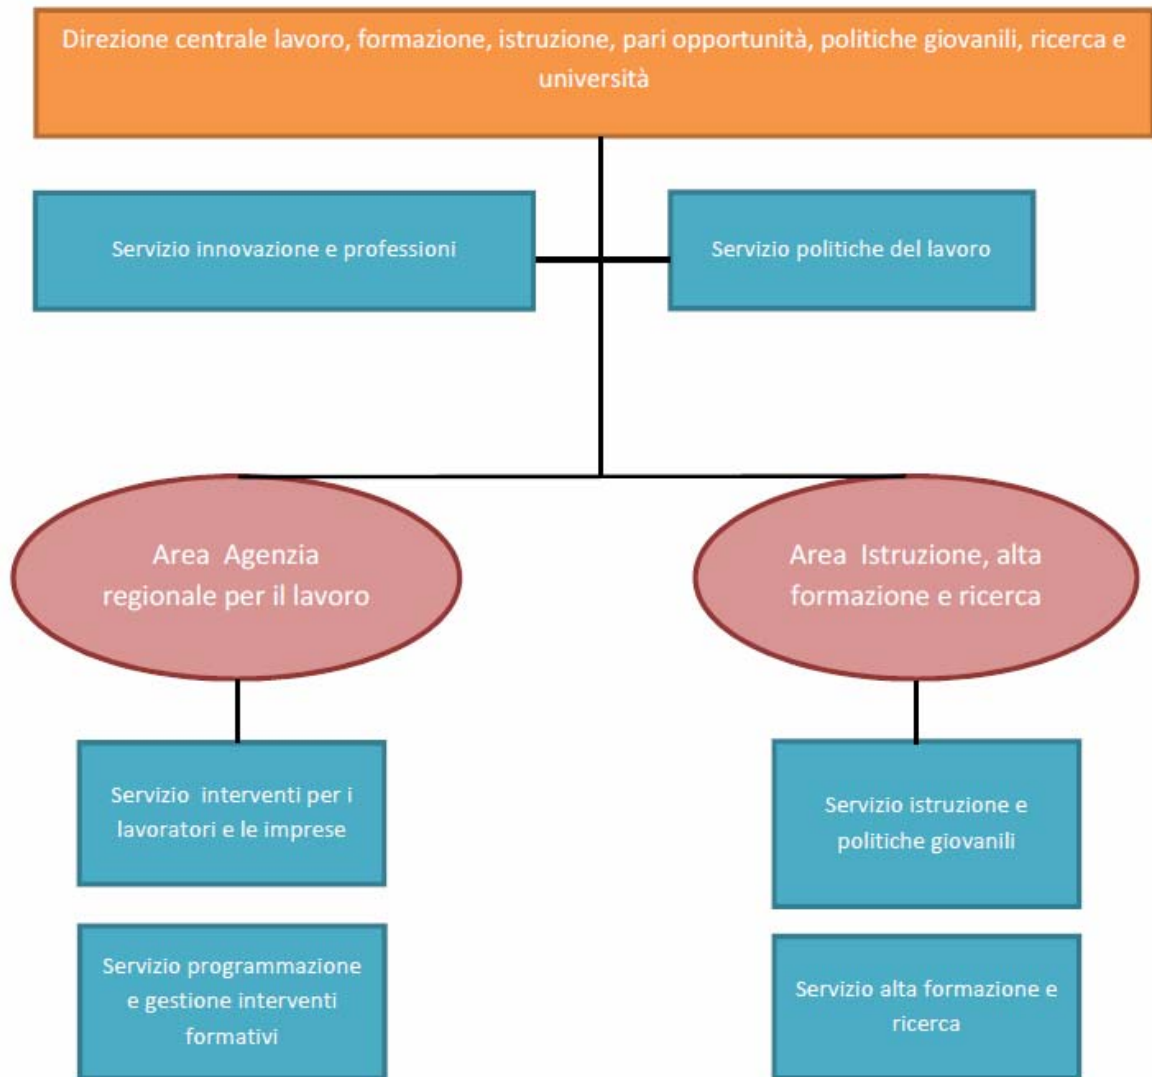 Direzione centrale lavoro, formazione, istruzione, pari opportunità, politiche giovanili, ricerca e
università
Servizio innovazione e professioni
Servizio politiche del lavoro
Area Agenzia
regionale per il lavoro
Area Istruzione, alta
formazione e ricerca
Servizio interventi per i
lavoratori e le imprese
Servizio istruzione e
politiche giovanili
Servizio programmazione
e gestione interventi
formativi
Servizio alta formazione e
ricerca